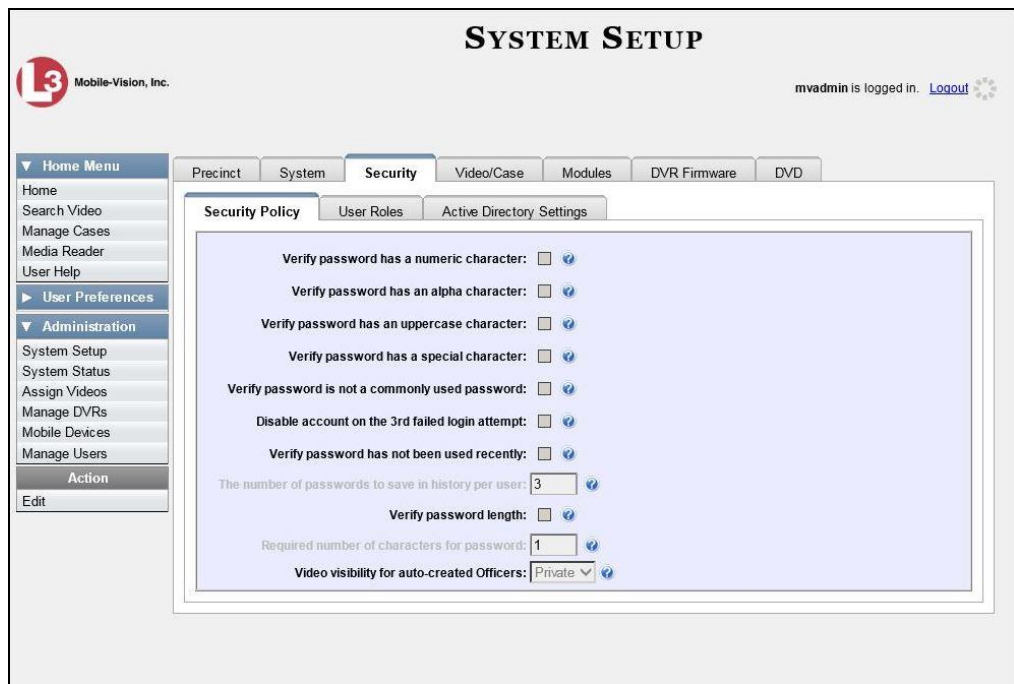 SYSTEM SETUP
L3 Mobile-Vision, Inc.
mvadmin is logged in. Logout
▼ Home Menu
Home
Search Video
Manage Cases
Media Reader
User Help
▶ User Preferences
▼ Administration
System Setup
System Status
Assign Videos
Manage DVRs
Mobile Devices
Manage Users
Action
Edit
Precinct System Security Video/Case Modules DVR Firmware DVD
Security Policy User Roles Active Directory Settings
Verify password has a numeric character: ?
Verify password has an alpha character: ?
Verify password has an uppercase character: ?
Verify password has a special character: ?
Verify password is not a commonly used password: ?
Disable account on the 3rd failed login attempt: ?
Verify password has not been used recently: ?
The number of passwords to save in history per user: 3 ?
Verify password length: ?
Required number of characters for password: 1 ?
Video visibility for auto-created Officers: Private ?